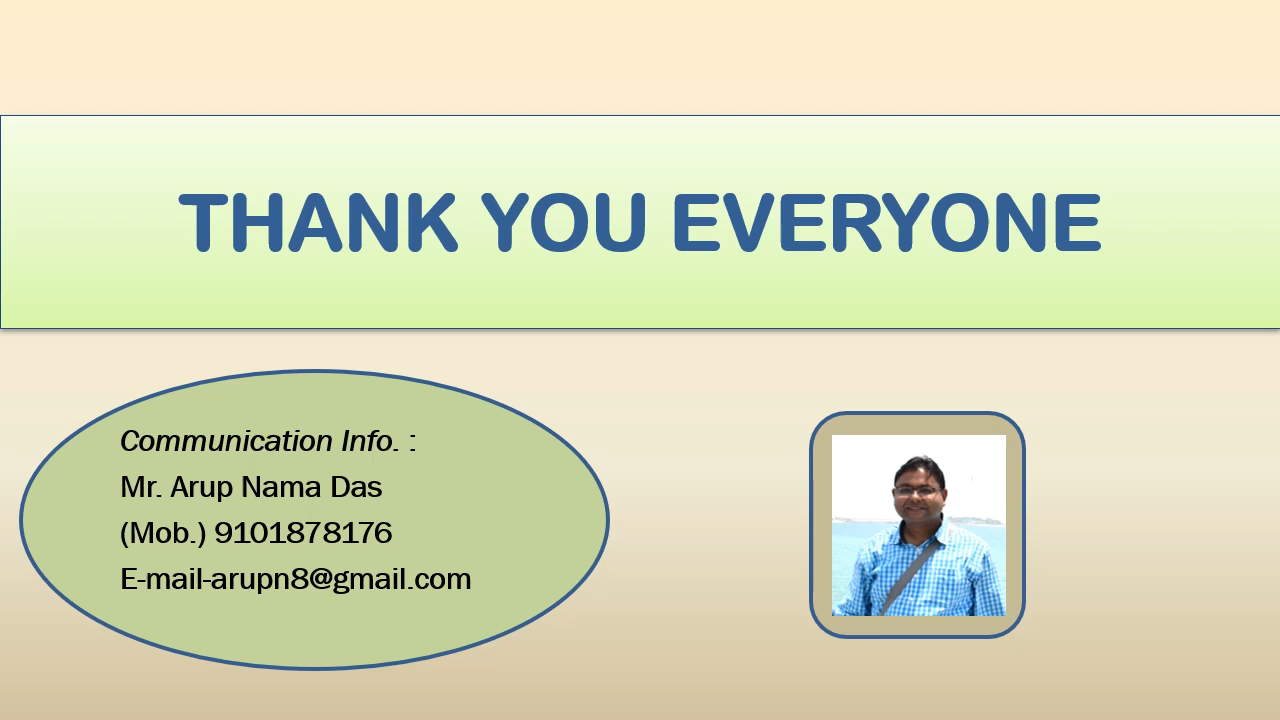 THANK YOU EVERYONE
Communication Info. :
Mr. Arup Nama Das
(Mob.) 9101878176
E-mail-arupn8@gmail.com